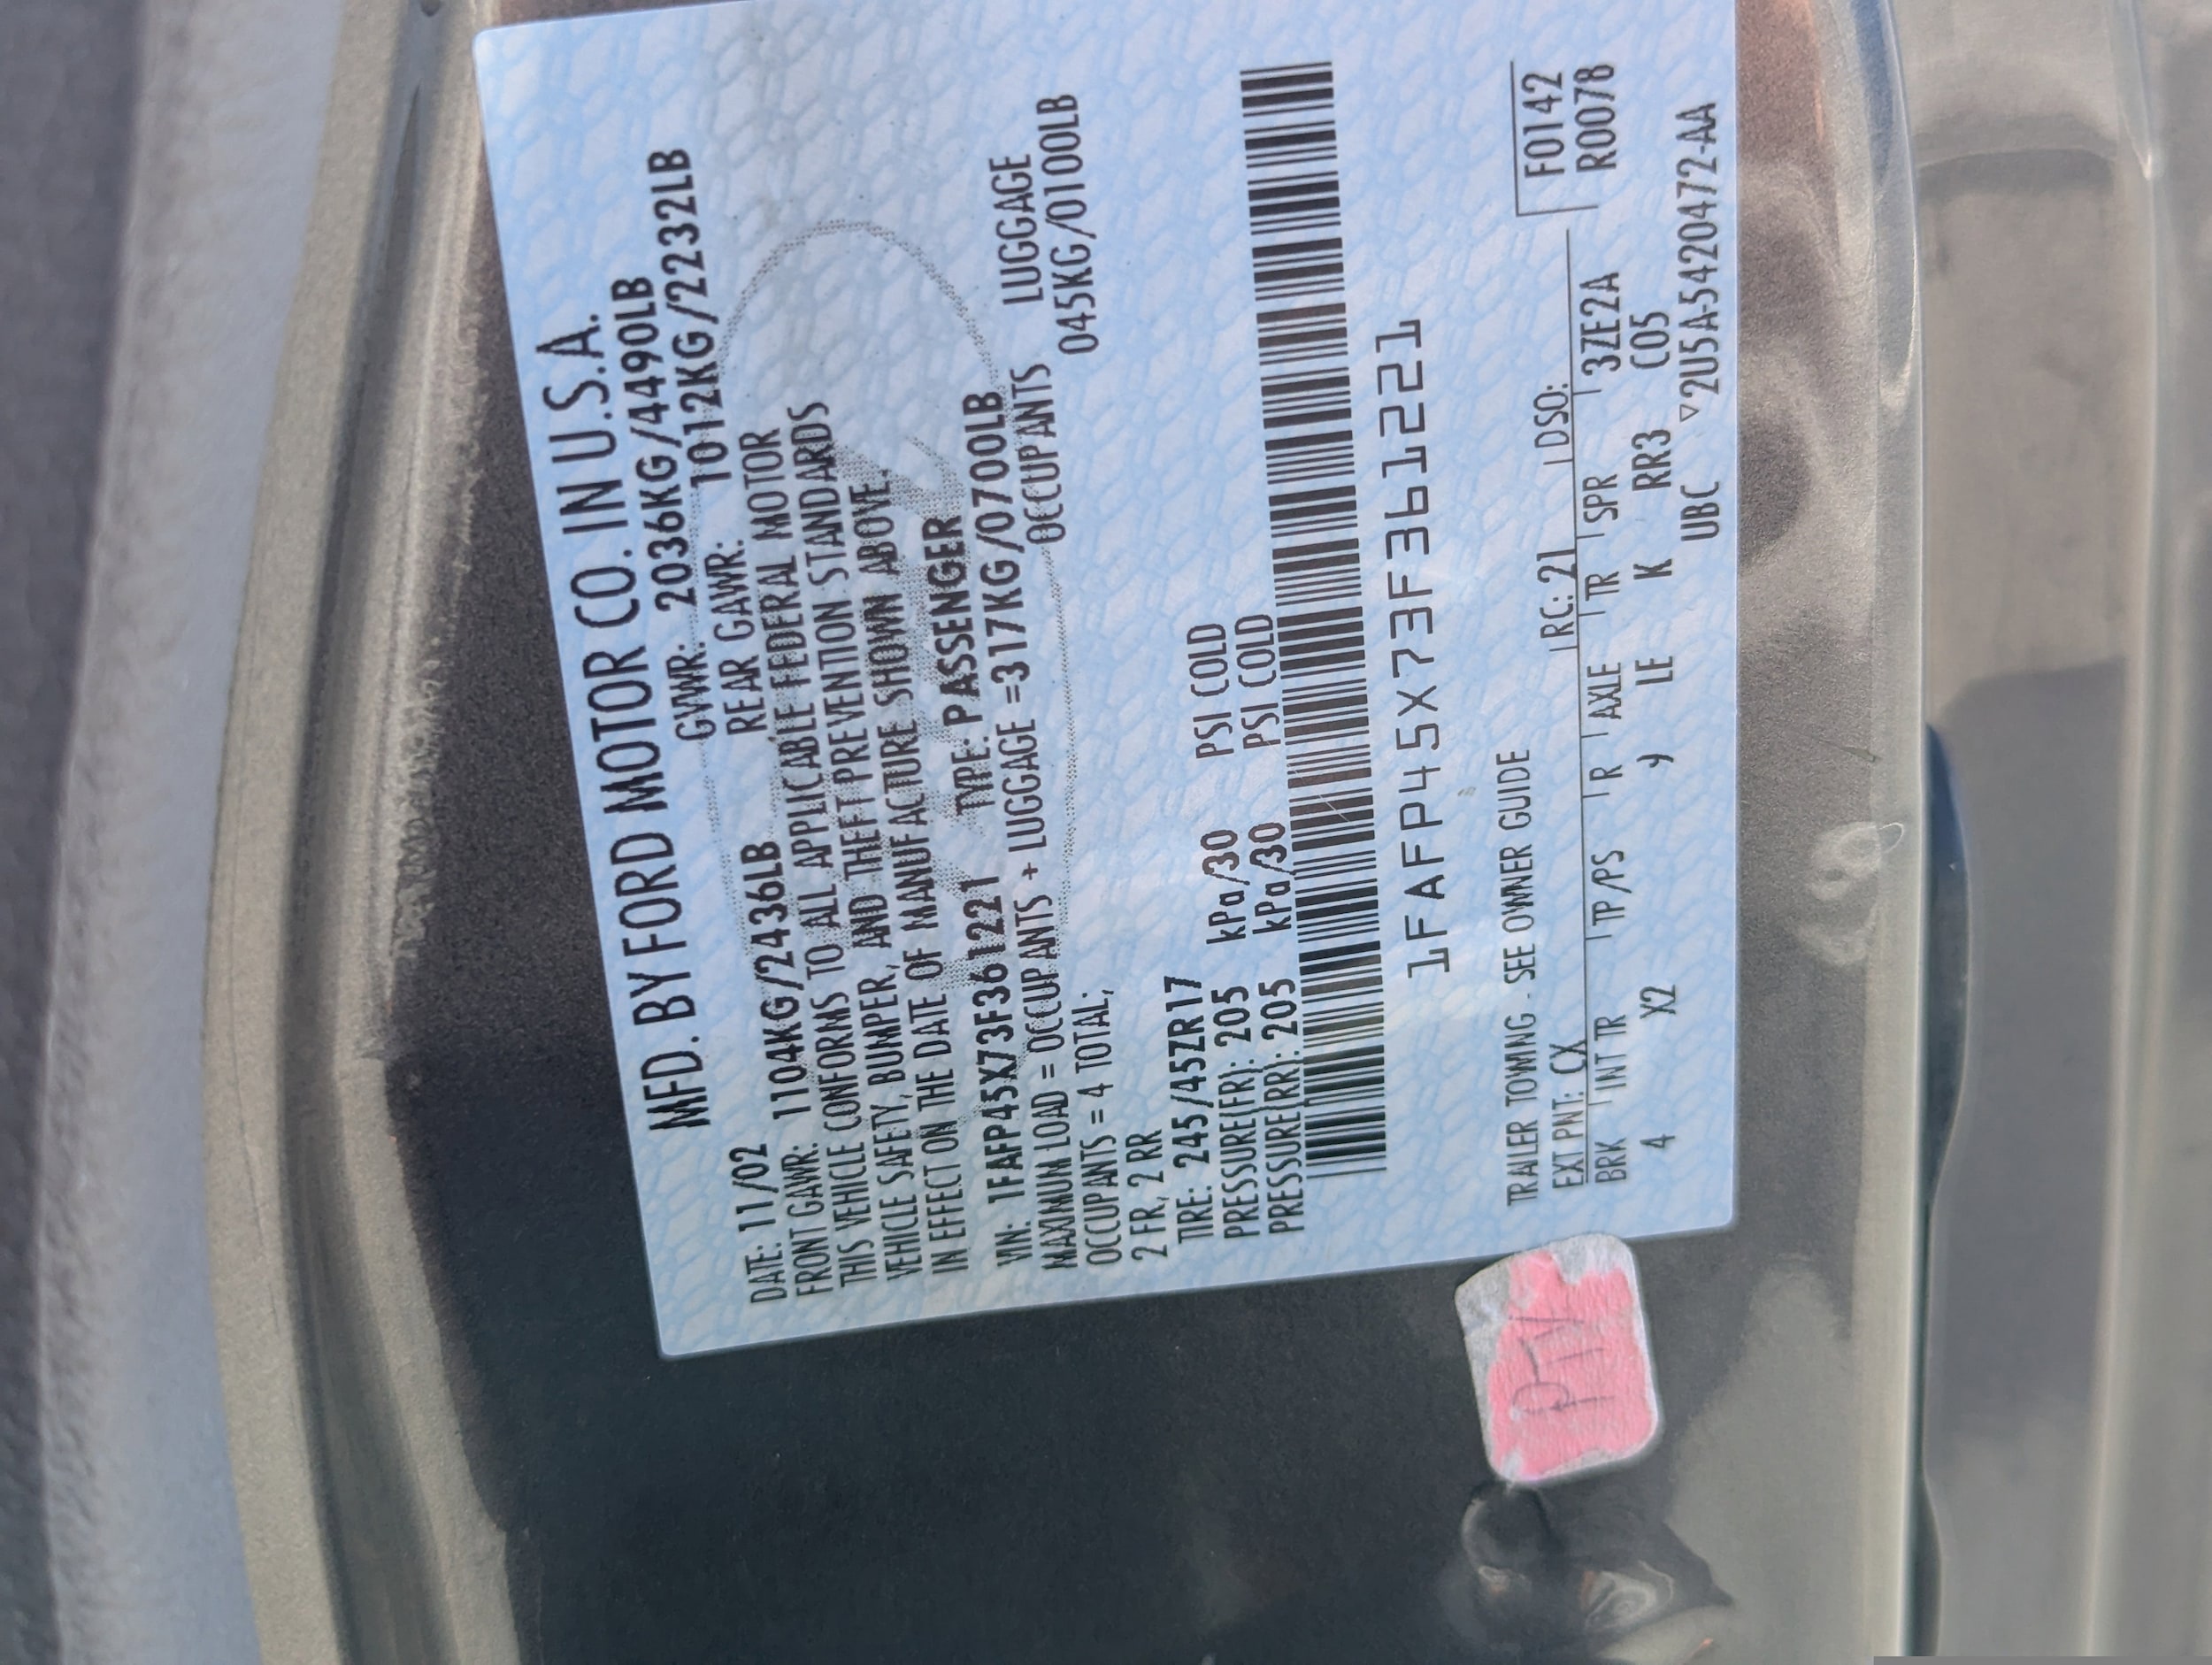 MFD. BY FORD MOTOR CO. IN U.S.A.
DATE: 11/02 GVWR: 2036KG/4490LB
FRONT GAWR: 1104KG/2436LB REAR GAWR: 1012KG/2232LB
THIS VEHICLE CONFORMS TO ALL APPLICABLE FEDERAL MOTOR
VEHICLE SAFETY, BUMPER, AND THEFT PREVENTION STANDARDS
IN EFFECT ON THE DATE OF MANUFACTURE SHOWN ABOVE.
VIN: 1FAFP45X73F361221 TYPE: PASSENGER
MAXIMUM LOAD = OCCUPANTS + LUGGAGE =317KG/0700LB
OCCUPANTS = 4 TOTAL; OCCUPANTS LUGGAGE
2 FR, 2 RR 045KG/0100LB
TIRE: 245/45ZR17
PRESSURE(FR): 205 kPa/30 PSI COLD
PRESSURE(RR): 205 kPa/30 PSI COLD
1FAFP45X73F361221
TRAILER TOWING - SEE OWNER GUIDE
F0142
EXT PNT: CX RC: 21 DSO: R0078
BRK INT TR TP/PS R AXLE TR SPR 3ZE2A
4 X2 9 LE K RR3 C05
UBC ▽2U5A-5420472-AA
PTV